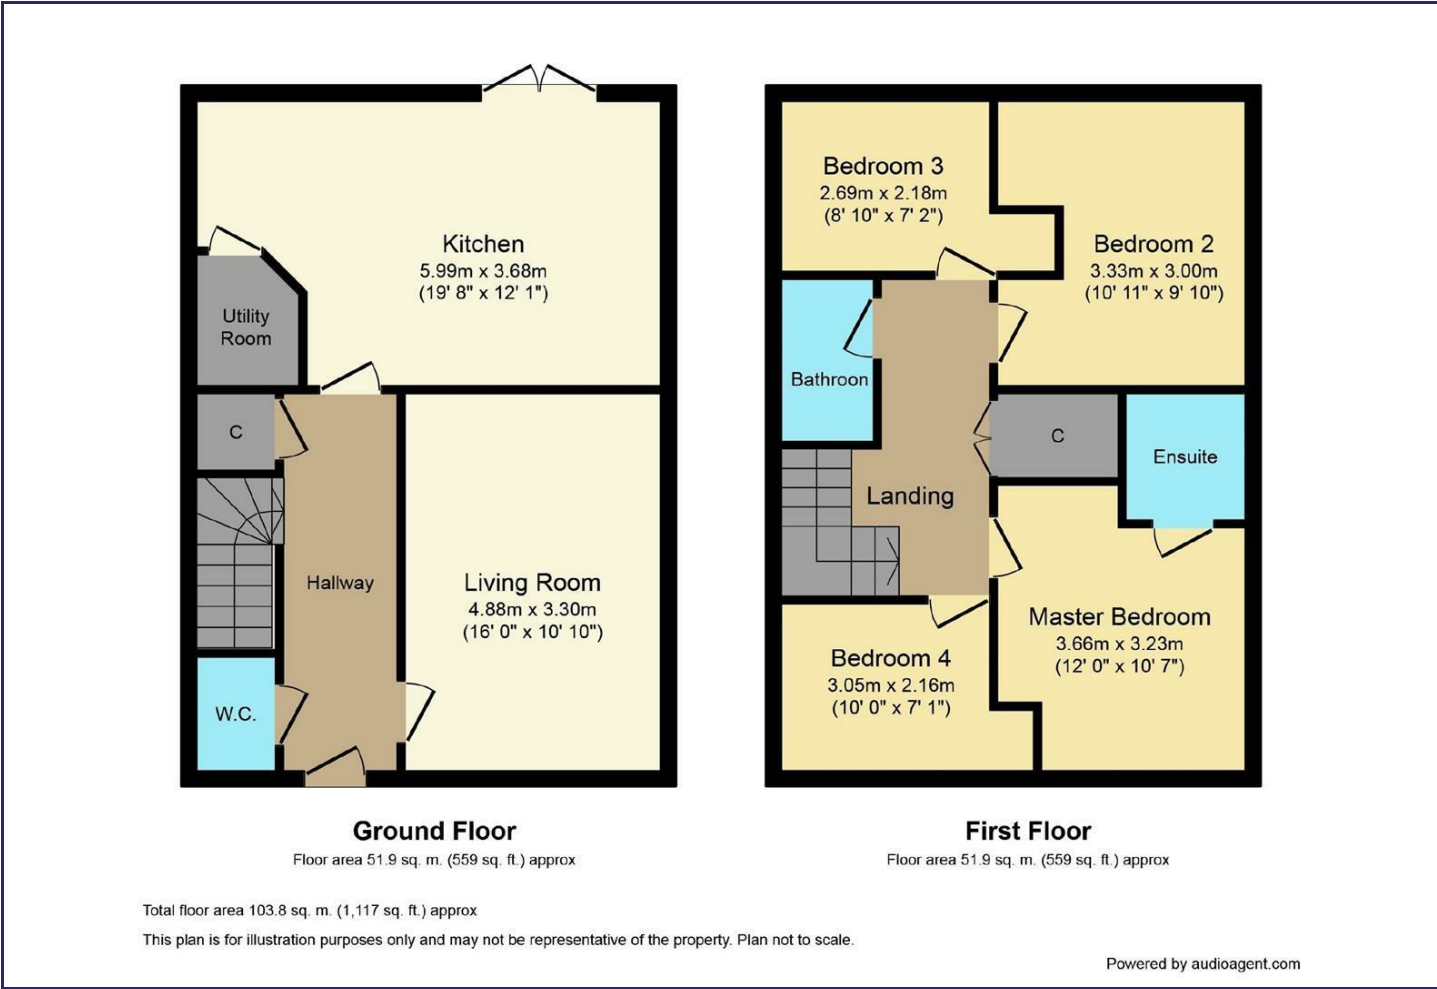 Kitchen
5.99m x 3.68m
(19' 8" x 12' 1")
Utility
Room
C
Hallway
Living Room
4.88m x 3.30m
(16' 0" x 10' 10")
W.C.
Ground Floor
Floor area 51.9 sq. m. (559 sq. ft.) approx
Bedroom 3
2.69m x 2.18m
(8' 10" x 7' 2")
Bedroom 2
3.33m x 3.00m
(10' 11" x 9' 10")
Bathroon
C
Ensuite
Landing
Master Bedroom
3.66m x 3.23m
(12' 0" x 10' 7")
Bedroom 4
3.05m x 2.16m
(10' 0" x 7' 1")
First Floor
Floor area 51.9 sq. m. (559 sq. ft.) approx
Total floor area 103.8 sq. m. (1,117 sq. ft.) approx
This plan is for illustration purposes only and may not be representative of the property. Plan not to scale.
Powered by audioagent.com